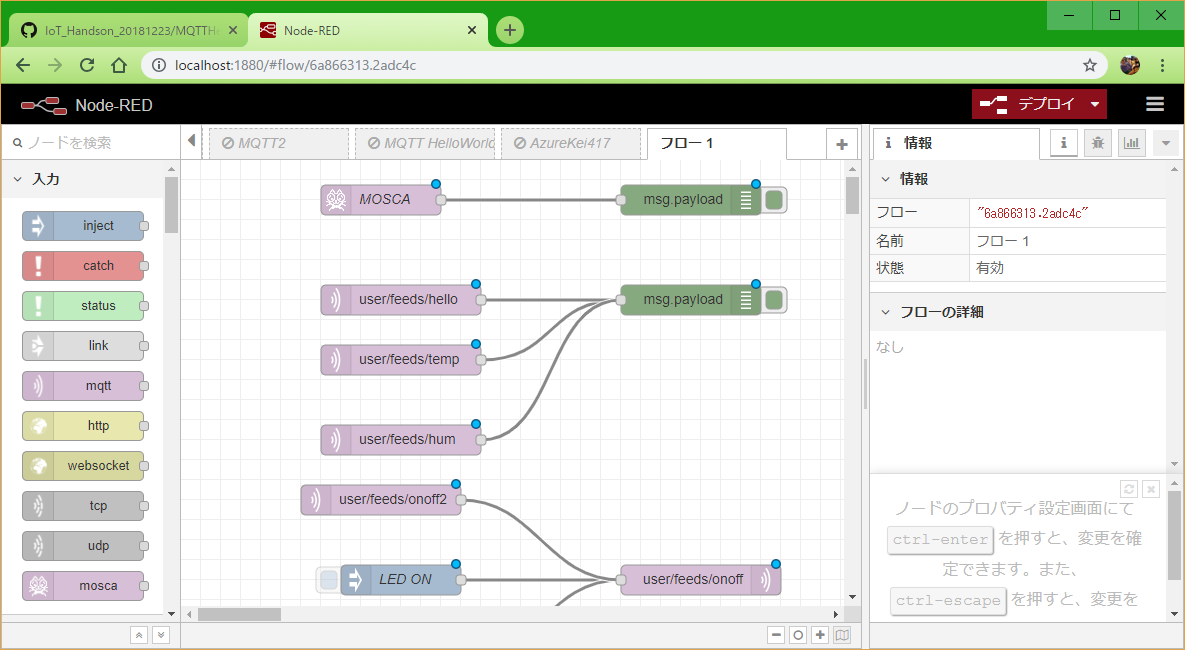 IoT_Handson_20181223/MQTTHe
Node-RED
localhost:1880/#flow/6a866313.2adc4c
Node-RED
デプロイ
ノードを検索
MQTT2
MQTT HelloWorld
AzureKei417
フロー 1
情報
入力
inject
catch
status
link
mqtt
http
websocket
tcp
udp
mosca
MOSCA
msg.payload
user/feeds/hello
msg.payload
user/feeds/temp
user/feeds/hum
user/feeds/onoff2
LED ON
user/feeds/onoff
情報
フロー "6a866313.2adc4c"
名前 フロー 1
状態 有効
フローの詳細
なし
ノードのプロパティ設定画面にて
ctrl-enter を押すと、変更を確
定できます。また、
ctrl-escape を押すと、変更を